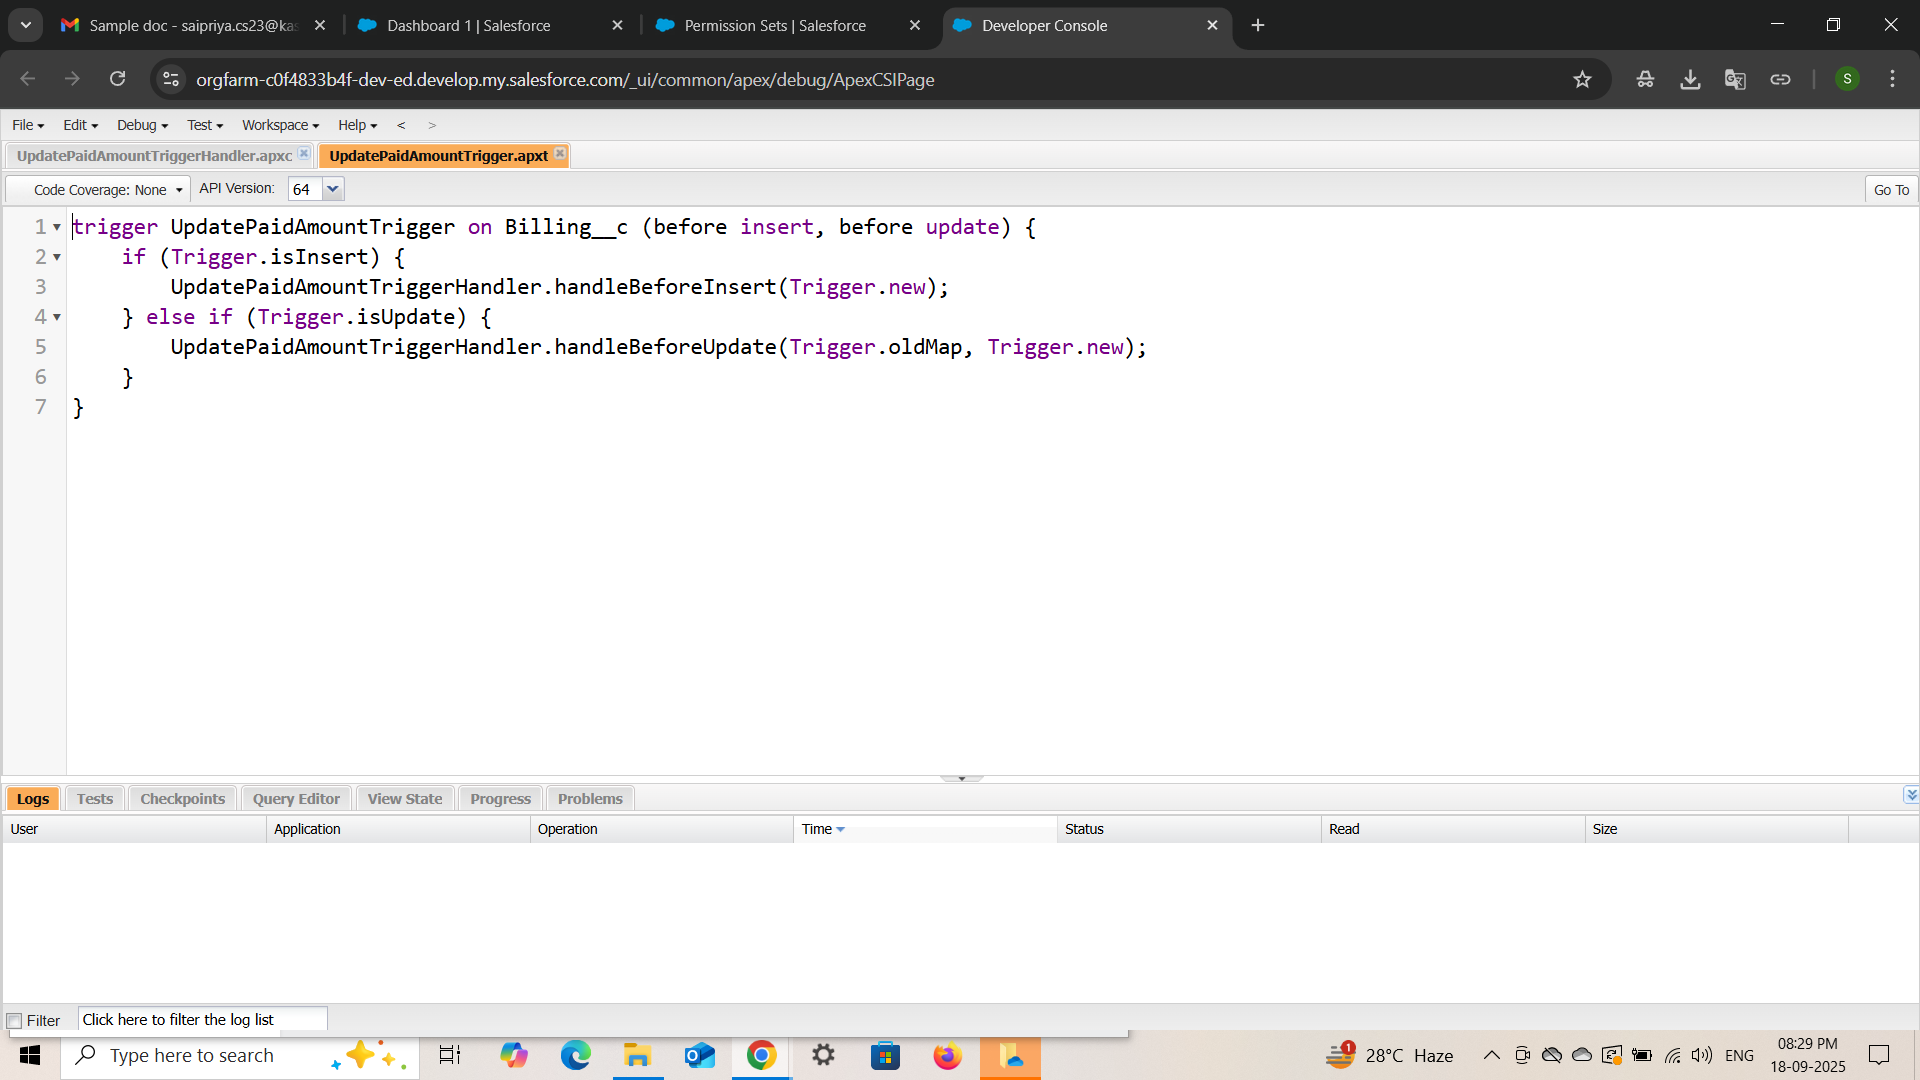 Sample doc - saipriya.cs23@kas
Dashboard 1 | Salesforce
Permission Sets | Salesforce
Developer Console
orgfarm-c0f4833b4f-dev-ed.develop.my.salesforce.com/_ui/common/apex/debug/ApexCSIPage
S
File Edit Debug Test Workspace Help < >
UpdatePaidAmountTriggerHandler.apxc
UpdatePaidAmountTrigger.apxt
Code Coverage: None API Version: 64 Go To
1 trigger UpdatePaidAmountTrigger on Billing__c (before insert, before update) {
2 if (Trigger.isInsert) {
3 UpdatePaidAmountTriggerHandler.handleBeforeInsert(Trigger.new);
4 } else if (Trigger.isUpdate) {
5 UpdatePaidAmountTriggerHandler.handleBeforeUpdate(Trigger.oldMap, Trigger.new);
6 }
7 }
Logs Tests Checkpoints Query Editor View State Progress Problems
User Application Operation Time Status Read Size
Filter Click here to filter the log list
Type here to search
1 28°C Haze
ENG
08:29 PM
18-09-2025